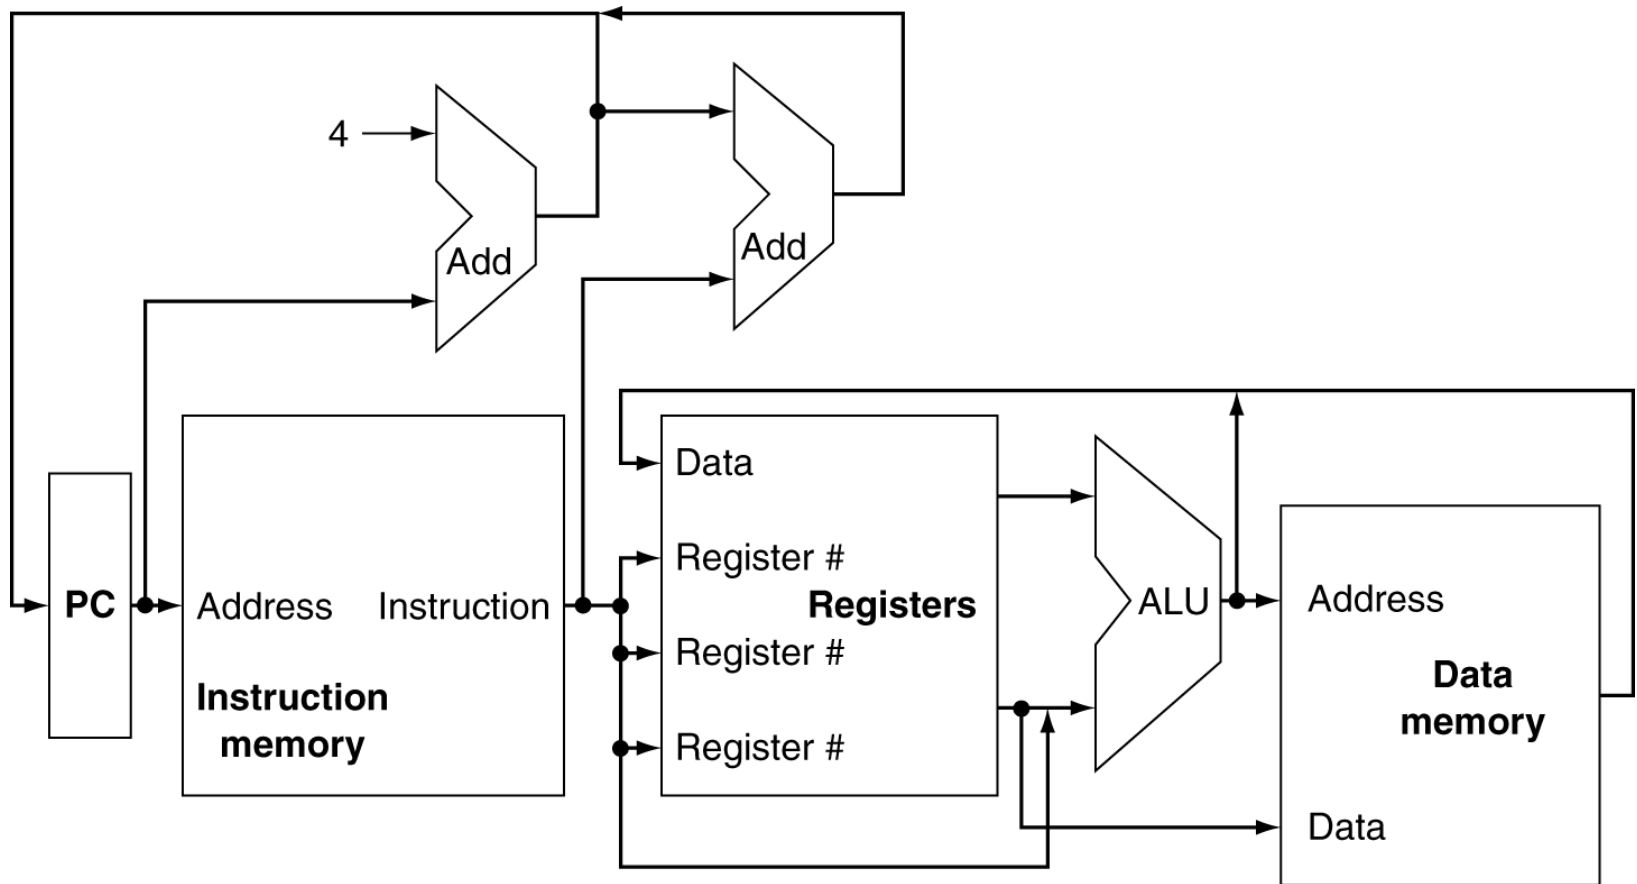 4
Add
Add
Data
Register #
PC
Address
Instruction
Registers
ALU
Address
Register #
Instruction
memory
Data
memory
Register #
Data